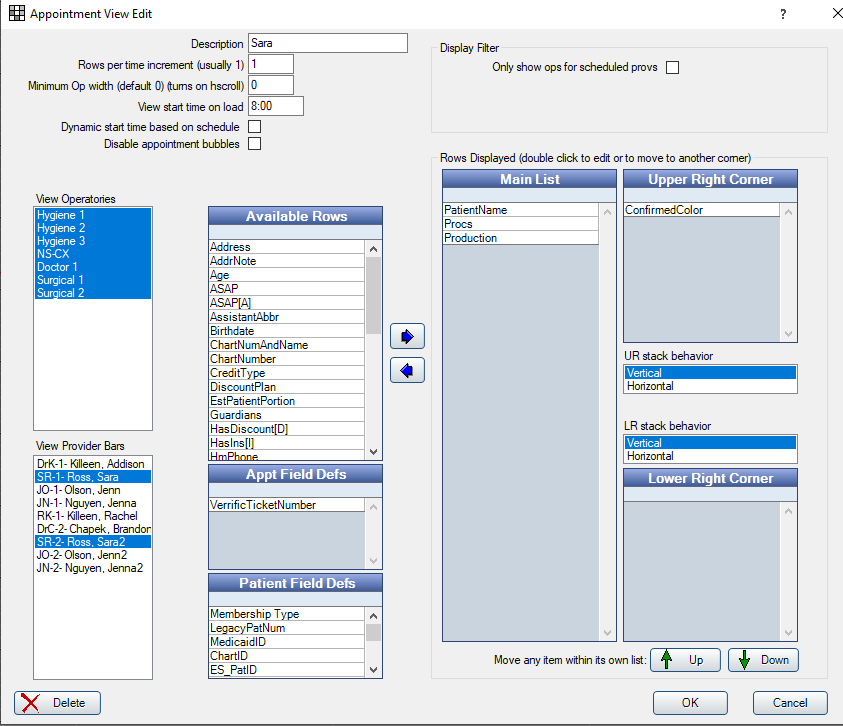 Appointment View Edit
?
Description Sara
Rows per time increment (usually 1) 1
Minimum Op width (default 0) (turns on hscroll) 0
View start time on load 8:00
Dynamic start time based on schedule
Disable appointment bubbles
Display Filter
Only show ops for scheduled provs
View Operatories
Hygiene 1
Hygiene 2
Hygiene 3
NS-CX
Doctor 1
Surgical 1
Surgical 2
View Provider Bars
DrK-1- Killeen, Addison
SR-1- Ross, Sara
JO-1- Olson, Jenn
JN-1- Nguyen, Jenna
RK-1- Killeen, Rachel
DrC-2- Chapek, Brandon
SR-2- Ross, Sara2
JO-2- Olson, Jenn2
JN-2- Nguyen, Jenna2
Available Rows
Address
AddrNote
Age
ASAP
ASAP[A]
AssistantAbbr
Birthdate
ChartNumAndName
ChartNumber
CreditType
DiscountPlan
EstPatientPortion
Guardians
HasDiscount[D]
HasIns[I]
HmPhone
Appt Field Defs
VerrificTicketNumber
Patient Field Defs
Membership Type
LegacyPatNum
MedicaidID
ChartID
ES_PatID
Rows Displayed (double click to edit or to move to another corner)
Main List
PatientName
Procs
Production
Upper Right Corner
ConfirmedColor
UR stack behavior
Vertical
Horizontal
LR stack behavior
Vertical
Horizontal
Lower Right Corner
Move any item within its own list: Up Down
Delete
OK
Cancel